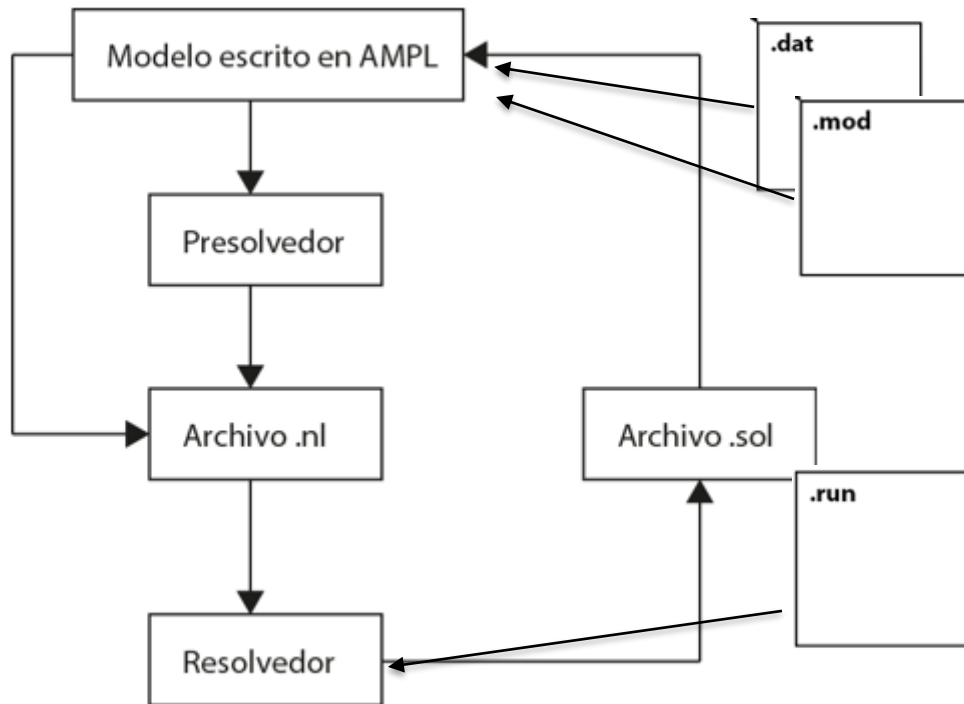 Modelo escrito en AMPL
.dat
.mod
Presolvedor
Archivo .nl
Archivo .sol
.run
Resolvedor